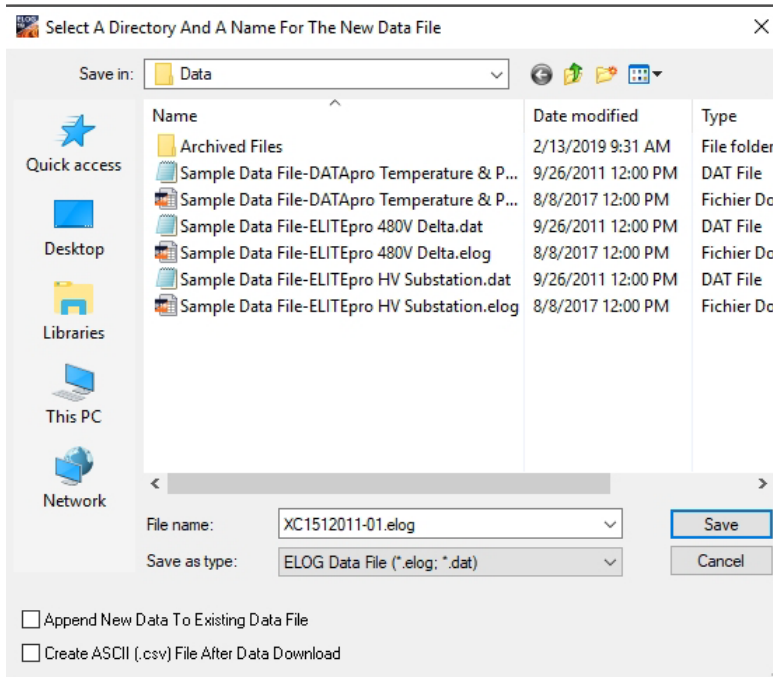 Select A Directory And A Name For The New Data File
Save in: Data
Name Date modified Type
Archived Files 2/13/2019 9:31 AM File folder
Sample Data File-DATApro Temperature & P... 9/26/2011 12:00 PM DAT File
Sample Data File-DATApro Temperature & P... 8/8/2017 12:00 PM Fichier Do
Sample Data File-ELITEpro 480V Delta.dat 9/26/2011 12:00 PM DAT File
Sample Data File-ELITEpro 480V Delta.elog 8/8/2017 12:00 PM Fichier Do
Sample Data File-ELITEpro HV Substation.dat 9/26/2011 12:00 PM DAT File
Sample Data File-ELITEpro HV Substation.elog 8/8/2017 12:00 PM Fichier Do
Quick access
Desktop
Libraries
This PC
Network
File name: XC1512011-01.elog Save
Save as type: ELOG Data File (*.elog; *.dat) Cancel
Append New Data To Existing Data File
Create ASCII (.csv) File After Data Download